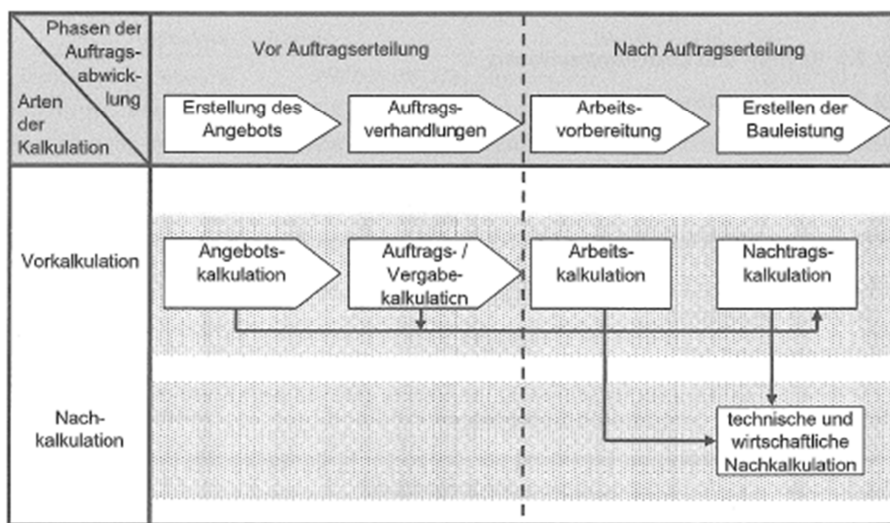 Phasen der
Auftrags-
abwick-
lung
Arten
der
Kalkulation
Vor Auftragserteilung
Nach Auftragserteilung
Erstellung des
Angebots
Auftrags-
verhandlungen
Arbeits-
vorbereitung
Erstellen der
Bauleistung
Vorkalkulation
Angebots-
kalkulation
Auftrags- /
Vergabe-
kalkulation
Arbeits-
kalkulation
Nachtrags-
kalkulation
Nach-
kalkulation
technische und
wirtschaftliche
Nachkalkulation